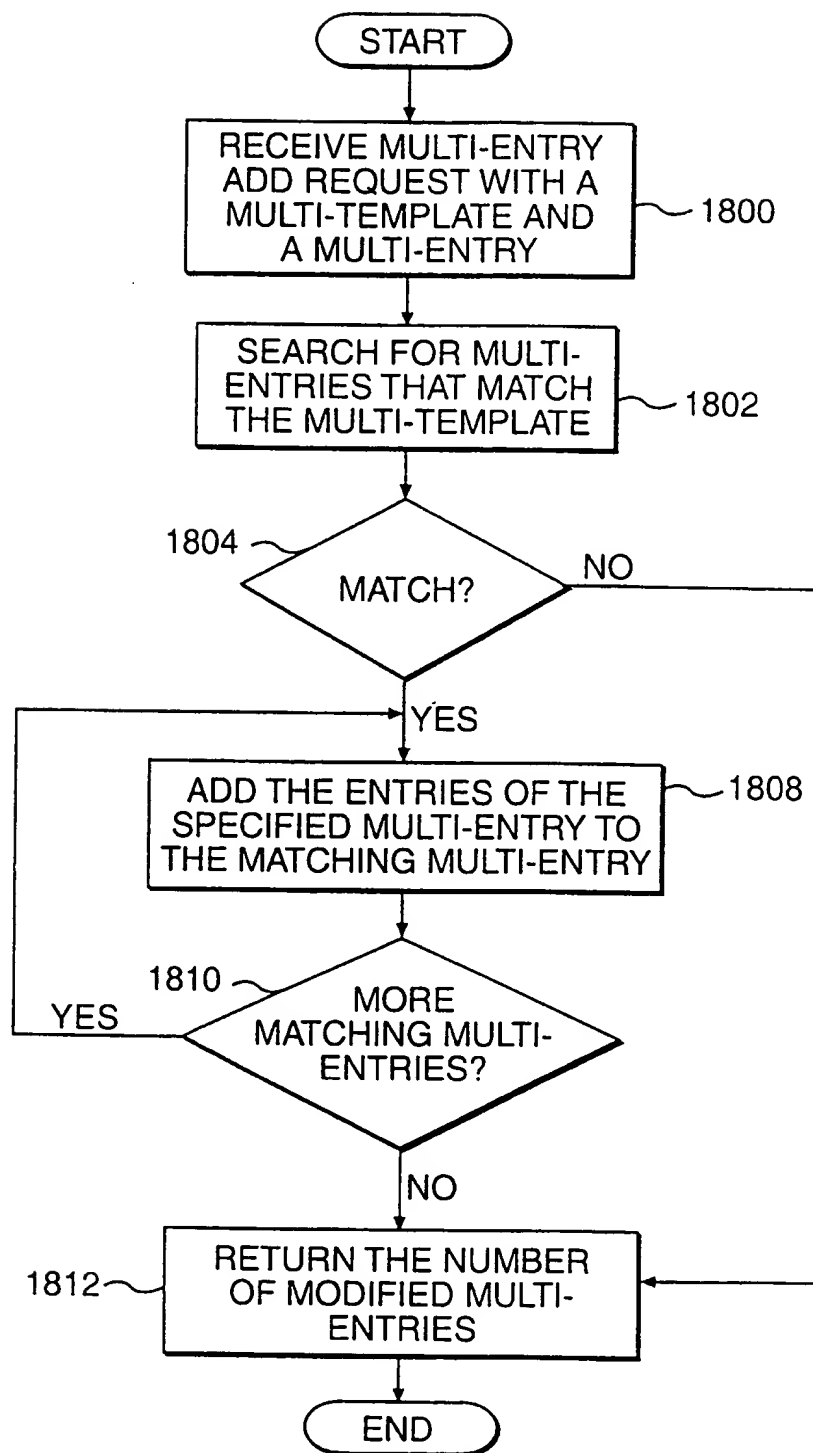 START
RECEIVE MULTI-ENTRY
ADD REQUEST WITH A
MULTI-TEMPLATE AND
A MULTI-ENTRY
1800
SEARCH FOR MULTI-
ENTRIES THAT MATCH
THE MULTI-TEMPLATE
1802
1804
MATCH?
NO
YES
ADD THE ENTRIES OF THE
SPECIFIED MULTI-ENTRY TO
THE MATCHING MULTI-ENTRY
1808
1810
YES
MORE
MATCHING MULTI-
ENTRIES?
NO
1812
RETURN THE NUMBER
OF MODIFIED MULTI-
ENTRIES
END